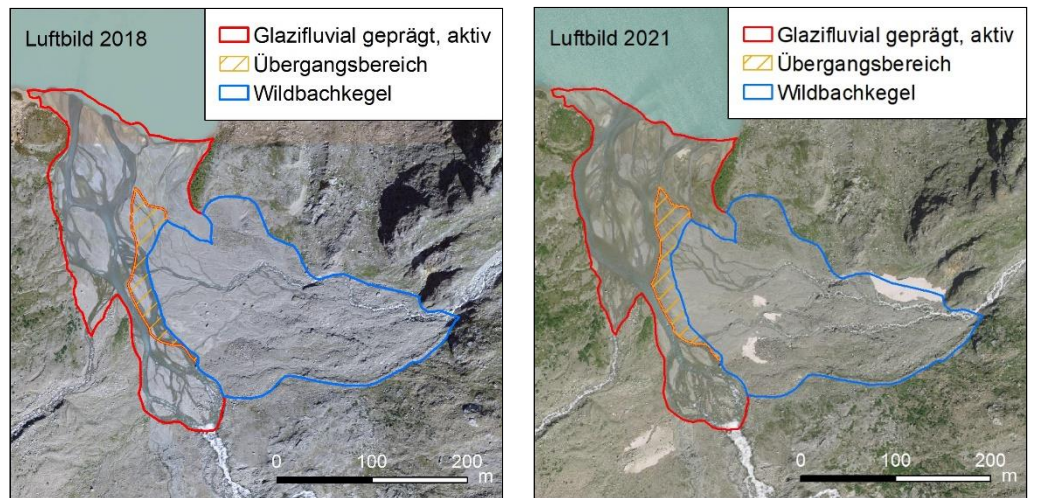 Luftbild 2018
Glazifluvial geprägt, aktiv
Übergangsbereich
Wildbachkegel
0 100 200
m
Luftbild 2021
Glazifluvial geprägt, aktiv
Übergangsbereich
Wildbachkegel
0 100 200
m